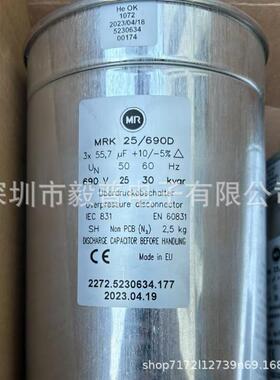 He OK
1072
2023/04/18
5230634
00174
MR
MRK 25/690D
3x 55,7 µF +10/-5% △
UN 50 60 Hz
690 V 25 30 kvar
Überdruckabschalter
Overpressure disconnector
IEC 831 EN 60831
SH Non PCB (N₂) 2,5 kg
DISCHARGE CAPACITOR BEFORE HANDLING
CE Made in EU
2272.5230634.177
2023.04.19
深圳市毅